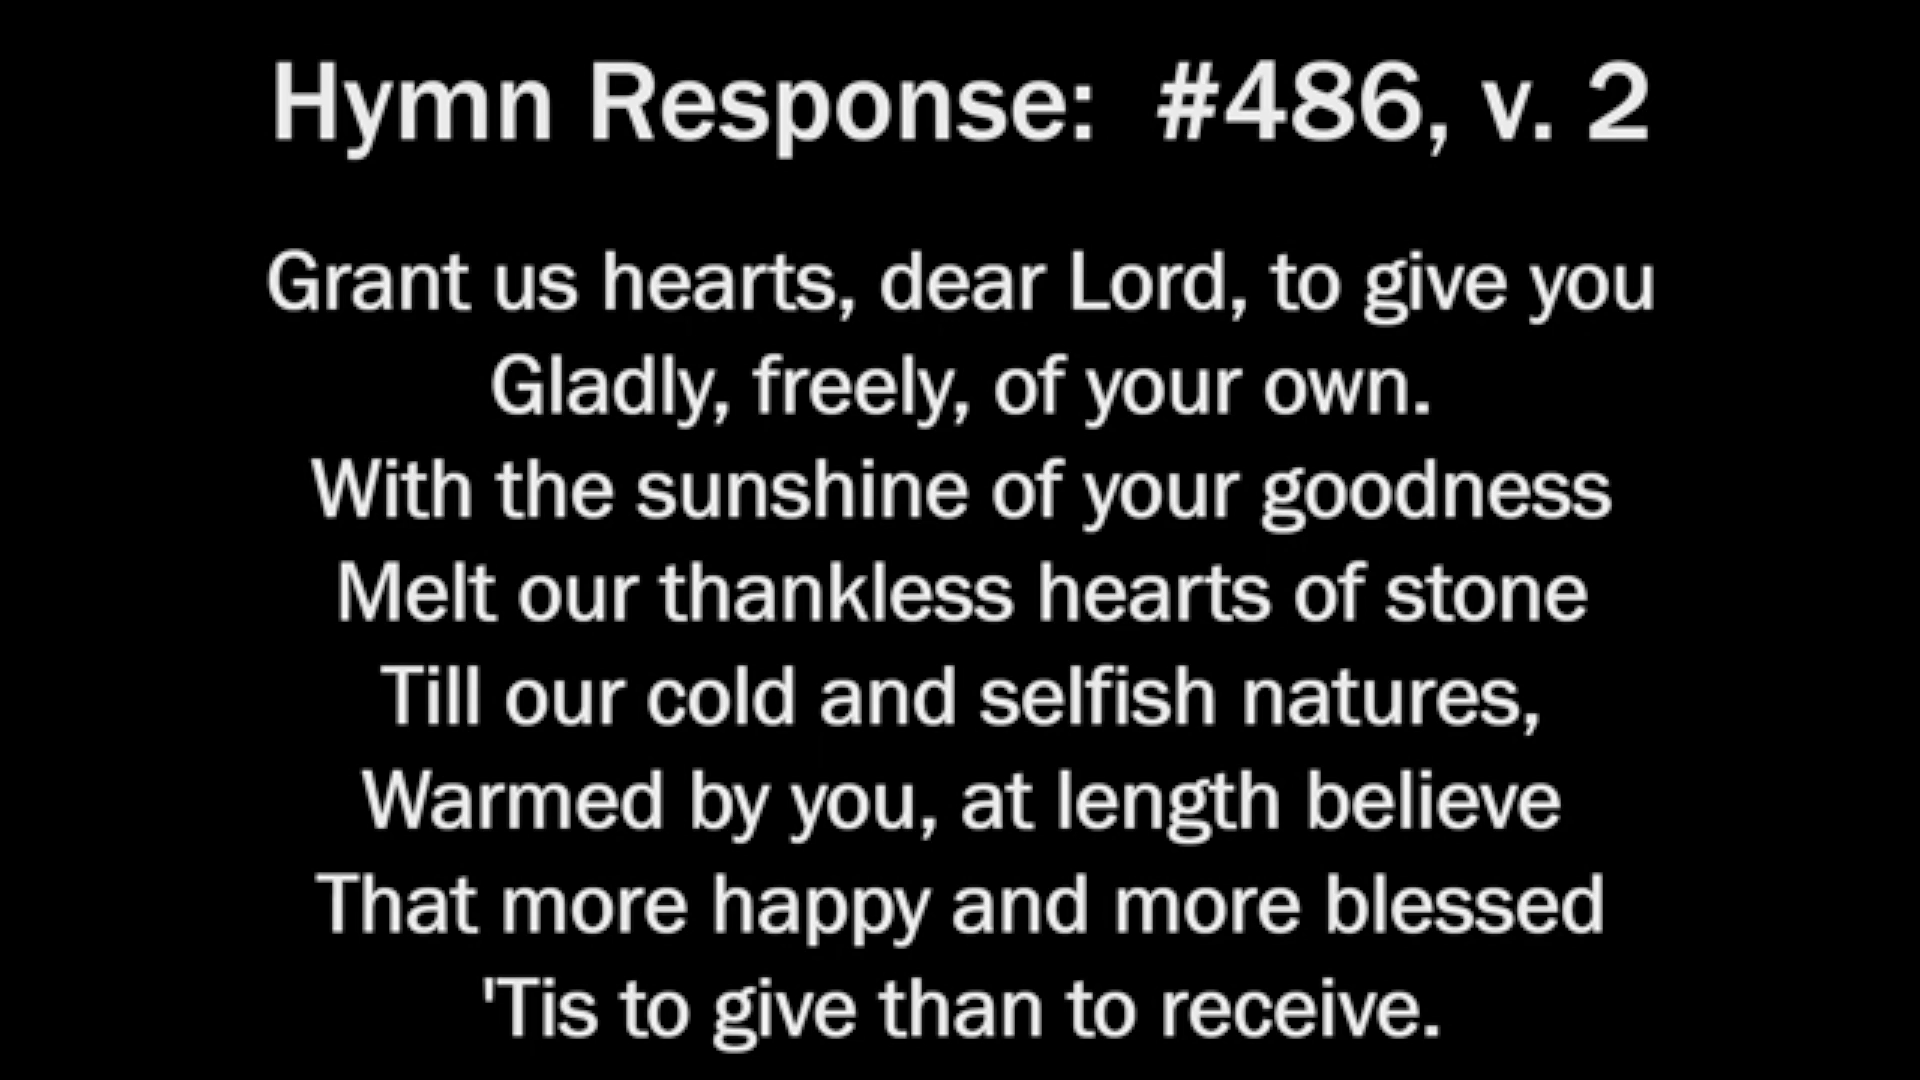 Hymn Response:  #486, v. 2
Grant us hearts, dear Lord, to give you
Gladly, freely, of your own.
With the sunshine of your goodness
Melt our thankless hearts of stone
Till our cold and selfish natures,
Warmed by you, at length believe
That more happy and more blessed
'Tis to give than to receive.